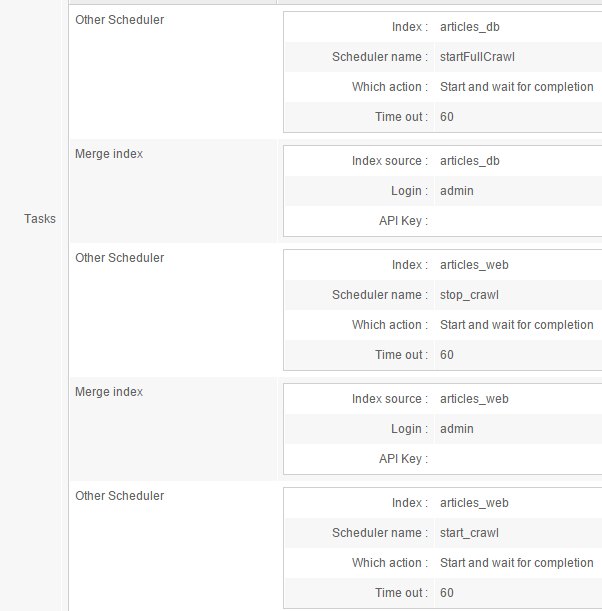 Other Scheduler
Index : articles_db
Scheduler name : startFullCrawl
Which action : Start and wait for completion
Time out : 60
Merge index
Index source : articles_db
Login : admin
API Key :
Tasks
Other Scheduler
Index : articles_web
Scheduler name : stop_crawl
Which action : Start and wait for completion
Time out : 60
Merge index
Index source : articles_web
Login : admin
API Key :
Other Scheduler
Index : articles_web
Scheduler name : start_crawl
Which action : Start and wait for completion
Time out : 60